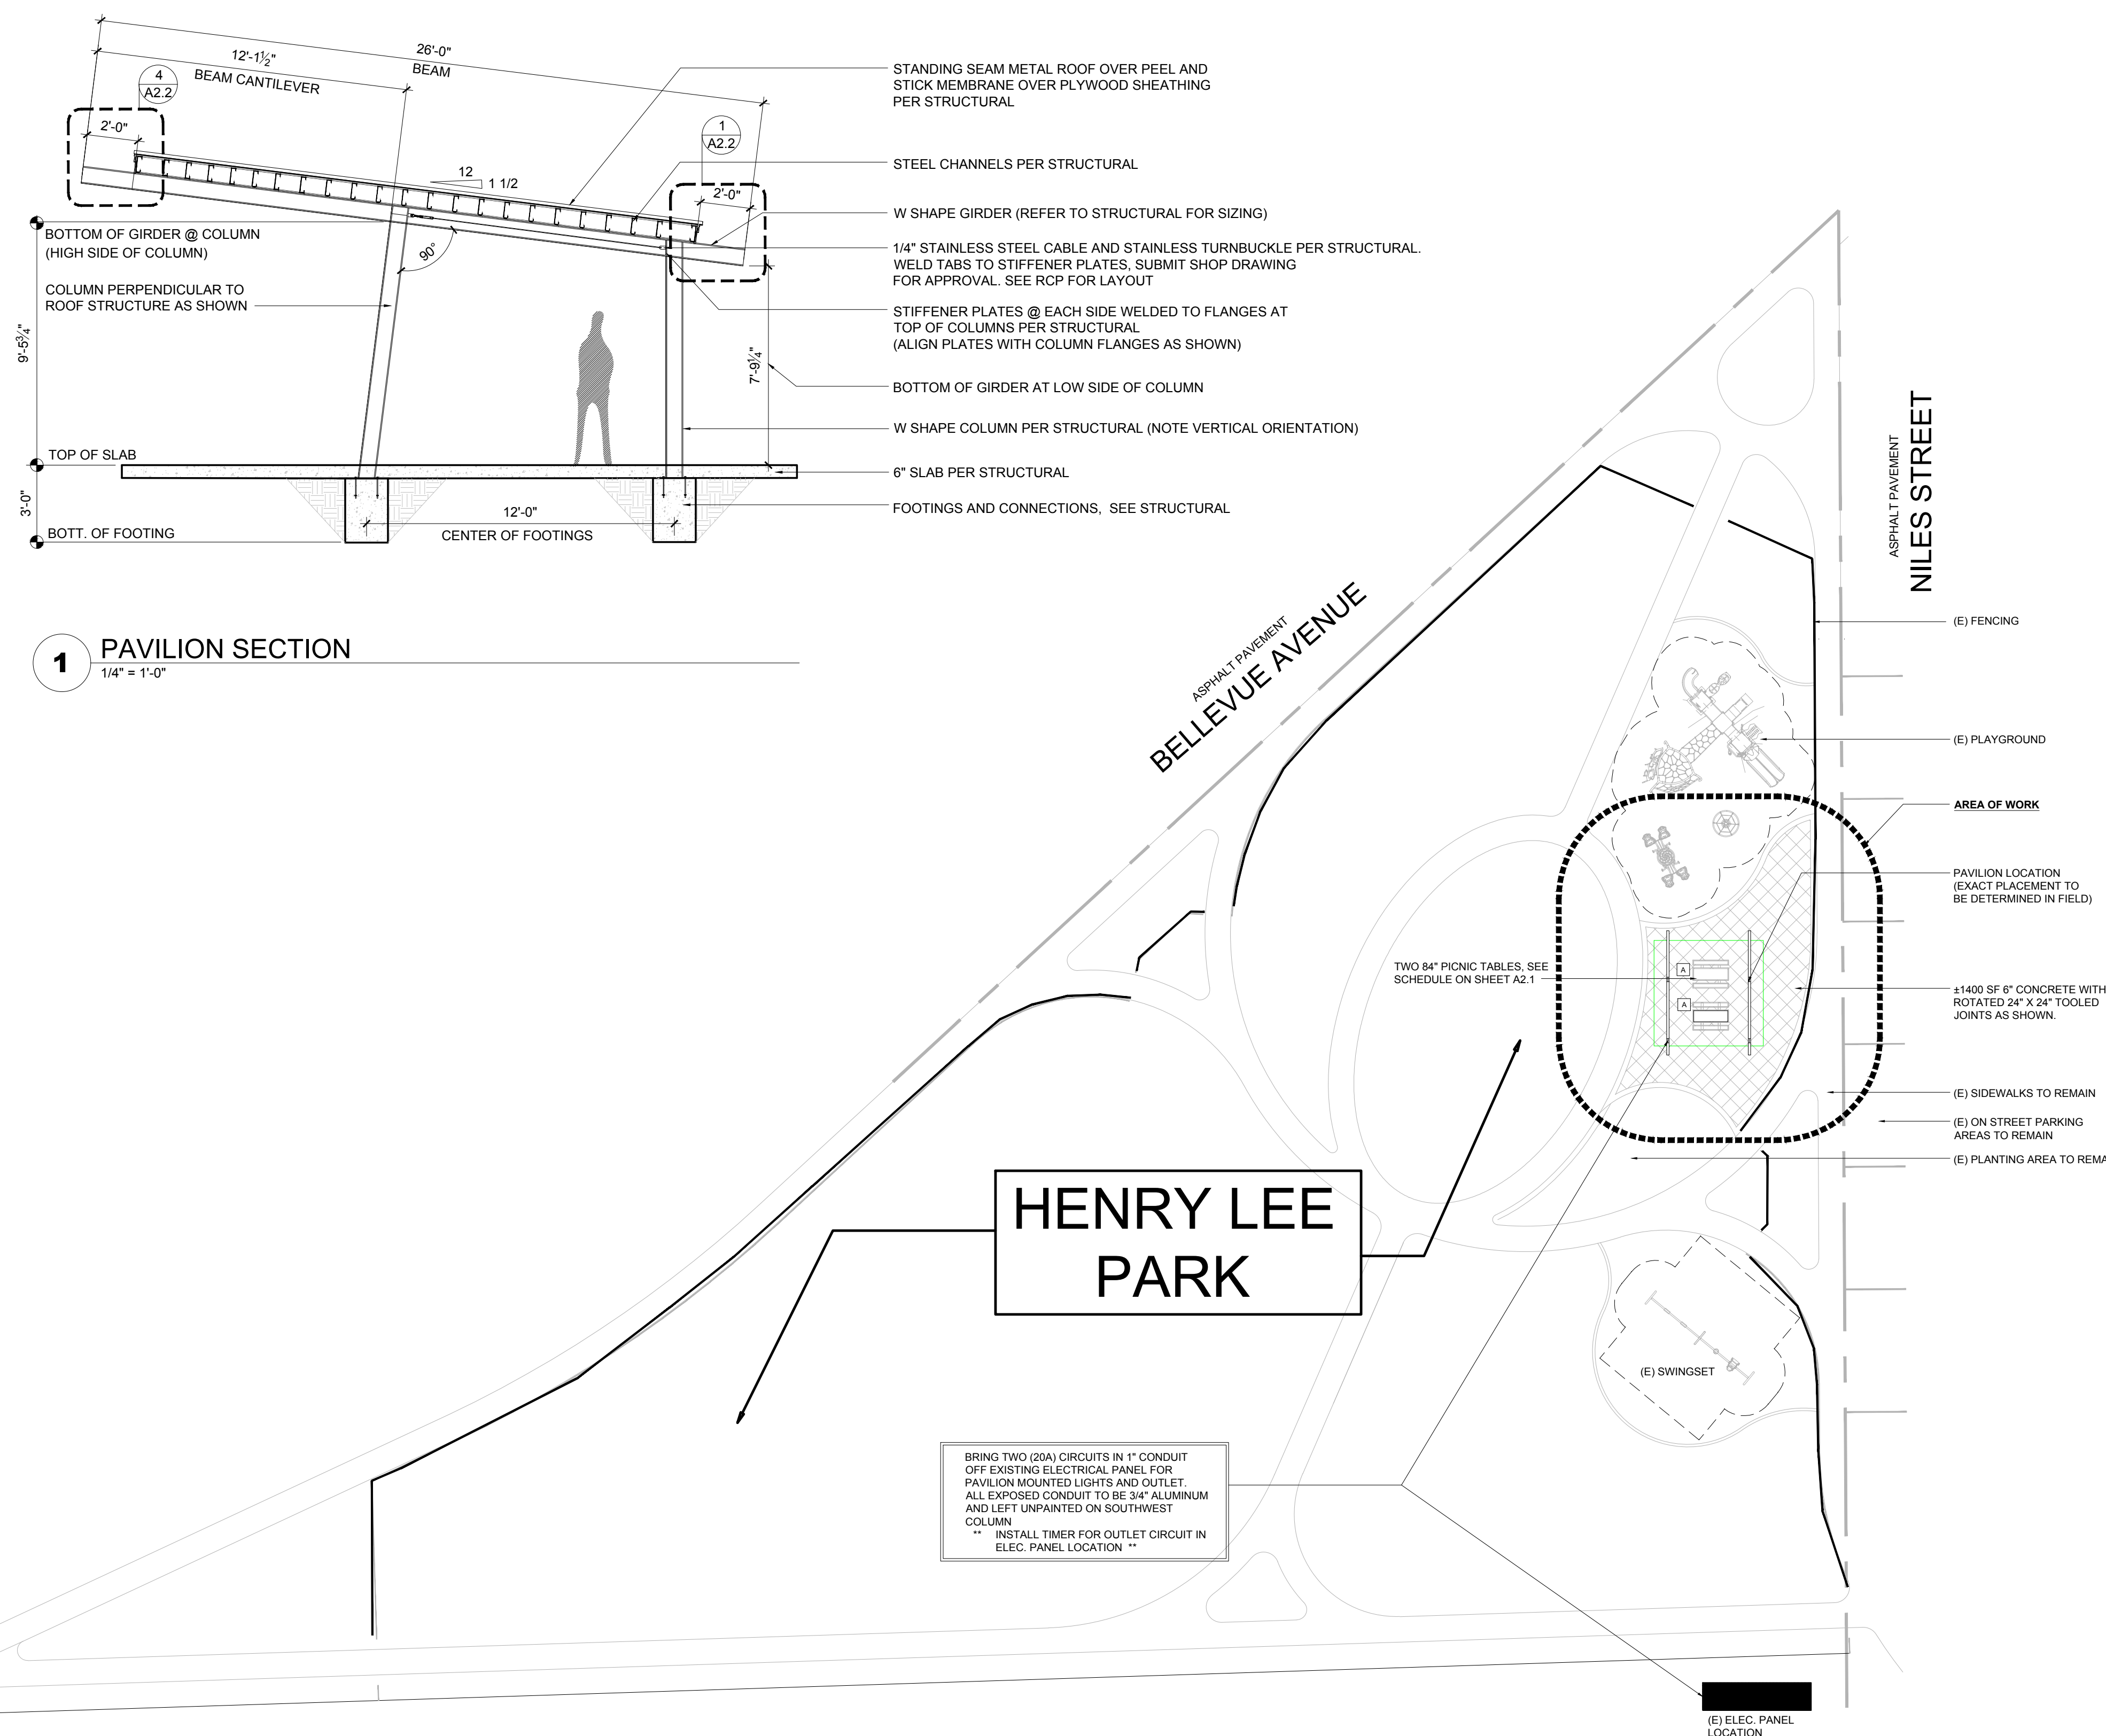 26'-0"
BEAM
12'-1½"
BEAM CANTILEVER
4
A2.2
2'-0"
1
A2.2
2'-0"
12
1 1/2
90°
BOTTOM OF GIRDER @ COLUMN
(HIGH SIDE OF COLUMN)
COLUMN PERPENDICULAR TO
ROOF STRUCTURE AS SHOWN
9'-5¾"
7'-9¼"
TOP OF SLAB
3'-0"
BOTT. OF FOOTING
12'-0"
CENTER OF FOOTINGS
STANDING SEAM METAL ROOF OVER PEEL AND
STICK MEMBRANE OVER PLYWOOD SHEATHING
PER STRUCTURAL
STEEL CHANNELS PER STRUCTURAL
W SHAPE GIRDER (REFER TO STRUCTURAL FOR SIZING)
1/4" STAINLESS STEEL CABLE AND STAINLESS TURNBUCKLE PER STRUCTURAL.
WELD TABS TO STIFFENER PLATES, SUBMIT SHOP DRAWING
FOR APPROVAL. SEE RCP FOR LAYOUT
STIFFENER PLATES @ EACH SIDE WELDED TO FLANGES AT
TOP OF COLUMNS PER STRUCTURAL
(ALIGN PLATES WITH COLUMN FLANGES AS SHOWN)
BOTTOM OF GIRDER AT LOW SIDE OF COLUMN
W SHAPE COLUMN PER STRUCTURAL (NOTE VERTICAL ORIENTATION)
6" SLAB PER STRUCTURAL
FOOTINGS AND CONNECTIONS, SEE STRUCTURAL
1
PAVILION SECTION
1/4" = 1'-0"
ASPHALT PAVEMENT
BELLEVUE AVENUE
ASPHALT PAVEMENT
NILES STREET
(E) FENCING
(E) PLAYGROUND
AREA OF WORK
PAVILION LOCATION
(EXACT PLACEMENT TO
BE DETERMINED IN FIELD)
TWO 84" PICNIC TABLES, SEE
SCHEDULE ON SHEET A2.1
A
A
±1400 SF 6" CONCRETE WITH
ROTATED 24" X 24" TOOLED
JOINTS AS SHOWN.
(E) SIDEWALKS TO REMAIN
(E) ON STREET PARKING
AREAS TO REMAIN
(E) PLANTING AREA TO REMA
HENRY LEE
PARK
(E) SWINGSET
BRING TWO (20A) CIRCUITS IN 1" CONDUIT
OFF EXISTING ELECTRICAL PANEL FOR
PAVILION MOUNTED LIGHTS AND OUTLET.
ALL EXPOSED CONDUIT TO BE 3/4" ALUMINUM
AND LEFT UNPAINTED ON SOUTHWEST
COLUMN
** INSTALL TIMER FOR OUTLET CIRCUIT IN
ELEC. PANEL LOCATION **
(E) ELEC. PANEL
LOCATION